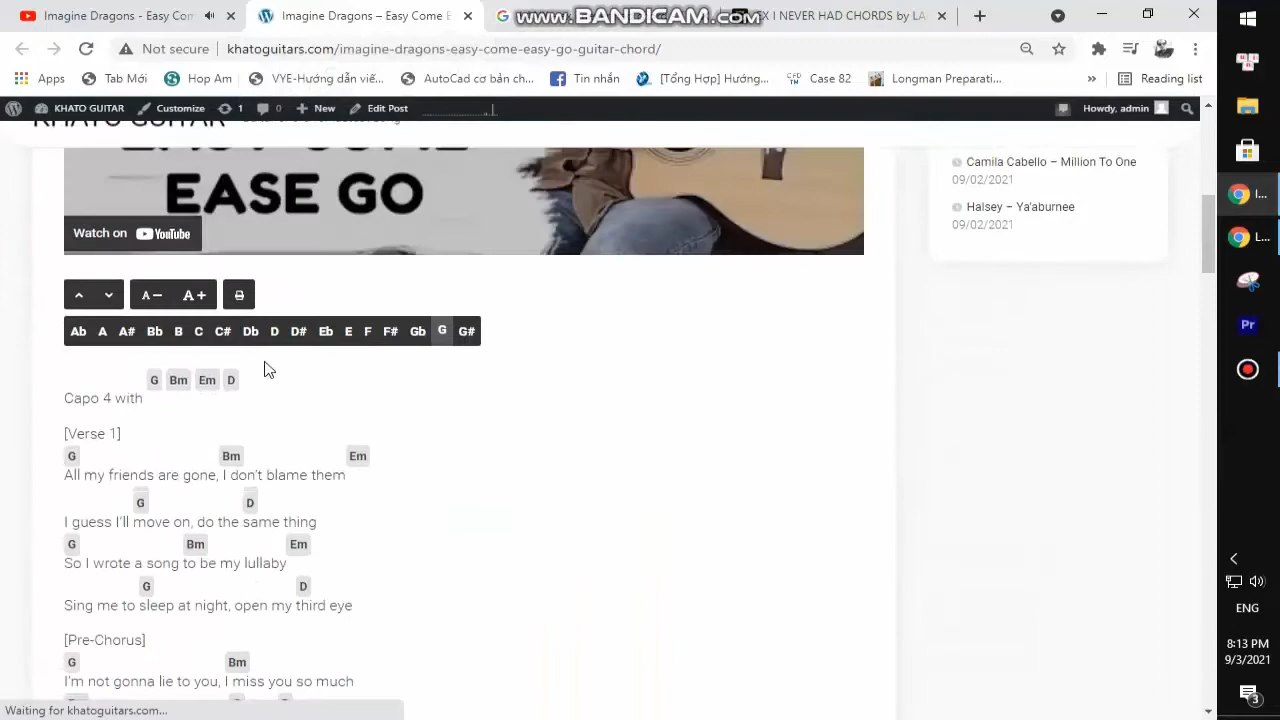 Imagine Dragons - Easy Com
Imagine Dragons – Easy Come E
www.BANDICAM.com
X I NEVER HAD CHORDS by LA
Not secure
khatoguitars.com/imagine-dragons-easy-come-easy-go-guitar-chord/
Apps
Tab Mới
Hop Am
VYE-Hướng dẫn viế...
AutoCad cơ bản ch...
Tin nhắn
[Tổng Hợp] Hướng...
Case 82
Longman Preparati...
»
Reading list
KHATO GUITAR
Customize
1
0
New
Edit Post
Howdy, admin
KHATO GUITAR
EASE GO
Watch on YouTube
Camila Cabello – Million To One
09/02/2021
Halsey – Ya'aburnee
09/02/2021
A− A+
Ab A A# Bb B C C# Db D D# Eb E F F# Gb G G#
G Bm Em D
Capo 4 with
[Verse 1]
G Bm Em
All my friends are gone, I don't blame them
G D
I guess I'll move on, do the same thing
G Bm Em
So I wrote a song to be my lullaby
G D
Sing me to sleep at night, open my third eye
[Pre-Chorus]
G Bm
I'm not gonna lie to you, I miss you so much
Waiting for khatoguitars.com...
I...
L...
Pr
ENG
8:13 PM
9/3/2021
3